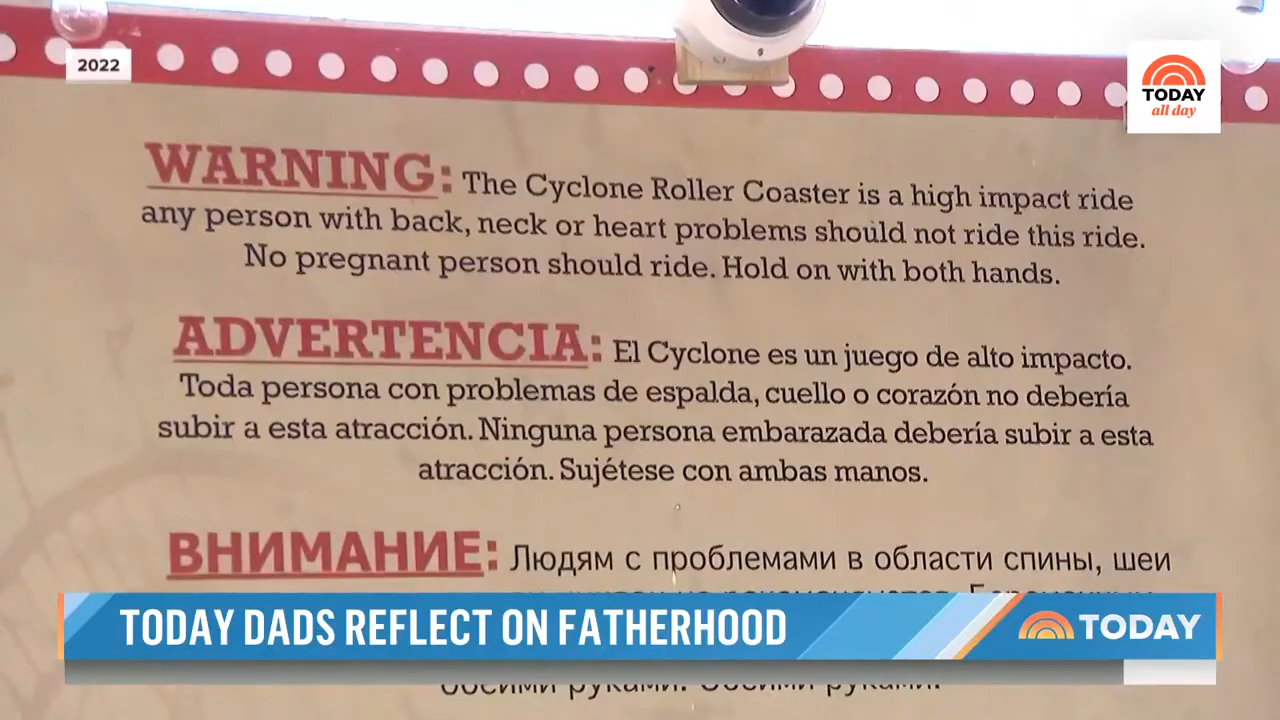 2022
TODAY
all day
WARNING: The Cyclone Roller Coaster is a high impact ride
any person with back, neck or heart problems should not ride this ride.
No pregnant person should ride. Hold on with both hands.
ADVERTENCIA: El Cyclone es un juego de alto impacto.
Toda persona con problemas de espalda, cuello o corazón no debería
subir a esta atracción. Ninguna persona embarazada debería subir a esta
atracción. Sujétese con ambas manos.
ВНИМАНИЕ: Людям с проблемами в области спины, шеи
TODAY DADS REFLECT ON FATHERHOOD
TODAY